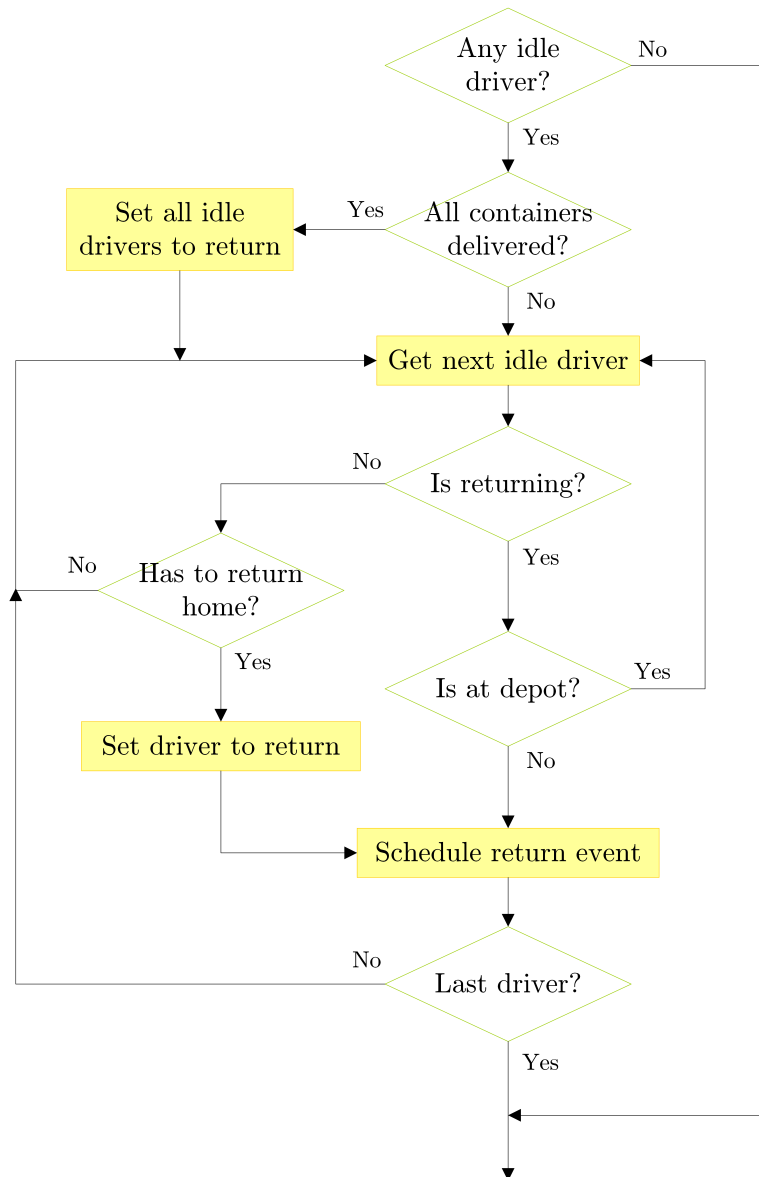 Any idle
driver?
No
Yes
Set all idle
drivers to return
Yes
All containers
delivered?
No
Get next idle driver
No
Is returning?
Yes
No
Has to return
home?
Yes
Is at depot?
Yes
Set driver to return
No
Schedule return event
No
Last driver?
Yes